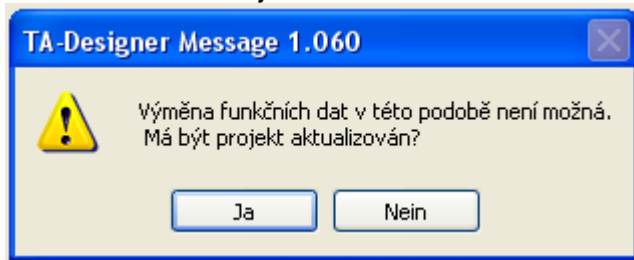 TA-Designer Message 1.060
Výměna funkčních dat v této podobě není možná.
Má být projekt aktualizován?
Ja
Nein